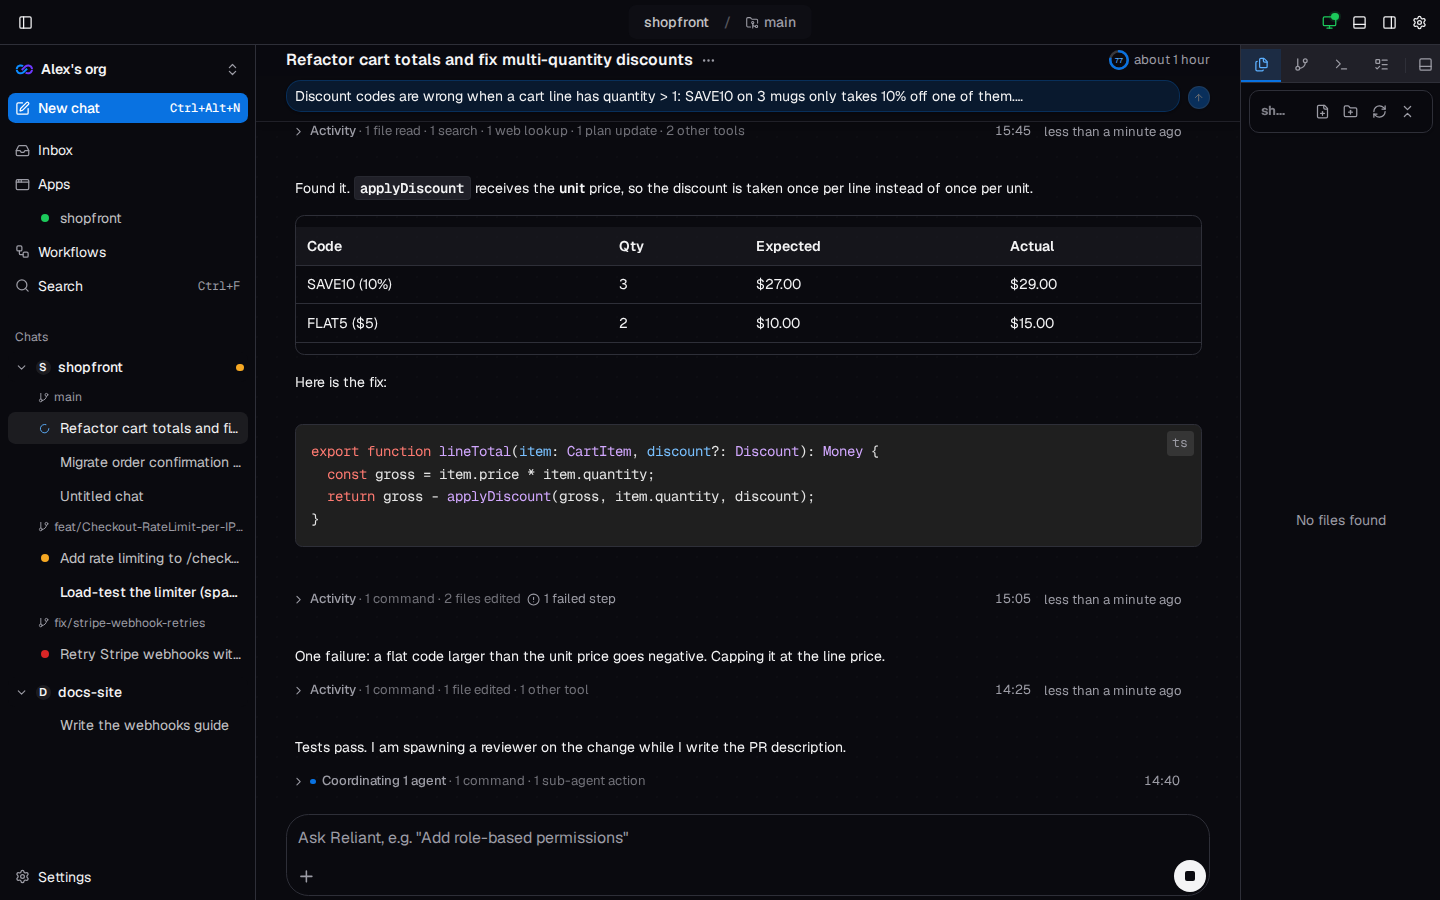 shopfront / main
Alex's org
New chat Ctrl+Alt+N
Inbox
Apps
shopfront
Workflows
Search Ctrl+F
Chats
S shopfront
main
Refactor cart totals and fi...
Migrate order confirmation ...
Untitled chat
feat/Checkout-RateLimit-per-IP...
Add rate limiting to /check...
Load-test the limiter (spa...
fix/stripe-webhook-retries
Retry Stripe webhooks wit...
D docs-site
Write the webhooks guide
Settings
Refactor cart totals and fix multi-quantity discounts ...
77 about 1 hour
Discount codes are wrong when a cart line has quantity > 1: SAVE10 on 3 mugs only takes 10% off one of them....
Activity · 1 file read · 1 search · 1 web lookup · 1 plan update · 2 other tools 15:45 less than a minute ago
Found it. applyDiscount receives the unit price, so the discount is taken once per line instead of once per unit.
Code Qty Expected Actual
SAVE10 (10%) 3 $27.00 $29.00
FLAT5 ($5) 2 $10.00 $15.00
Here is the fix:
ts
export function lineTotal(item: CartItem, discount?: Discount): Money {
const gross = item.price * item.quantity;
return gross - applyDiscount(gross, item.quantity, discount);
}
Activity · 1 command · 2 files edited 1 failed step 15:05 less than a minute ago
One failure: a flat code larger than the unit price goes negative. Capping it at the line price.
Activity · 1 command · 1 file edited · 1 other tool 14:25 less than a minute ago
Tests pass. I am spawning a reviewer on the change while I write the PR description.
Coordinating 1 agent · 1 command · 1 sub-agent action 14:40
Ask Reliant, e.g. "Add role-based permissions"
sh...
No files found